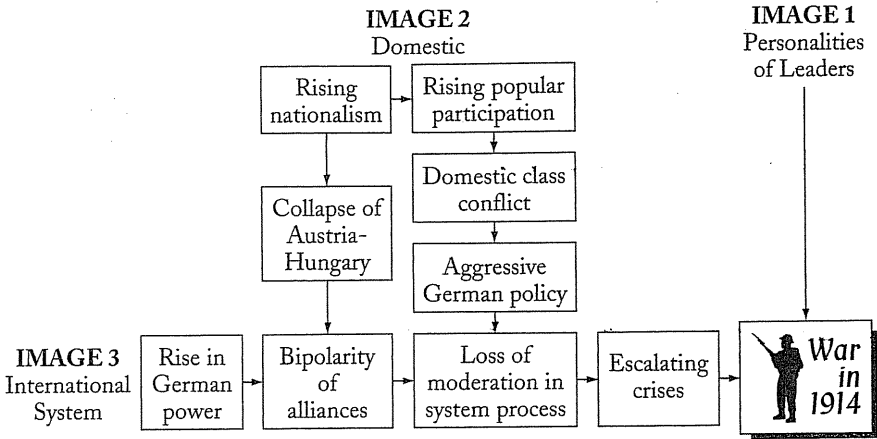 IMAGE 2
Domestic
IMAGE 1
Personalities
of Leaders
Rising
nationalism
Rising popular
participation
Collapse of
Austria-
Hungary
Domestic class
conflict
Aggressive
German policy
IMAGE 3
International
System
Rise in
German
power
Bipolarity
of
alliances
Loss of
moderation in
system process
Escalating
crises
War
in
1914